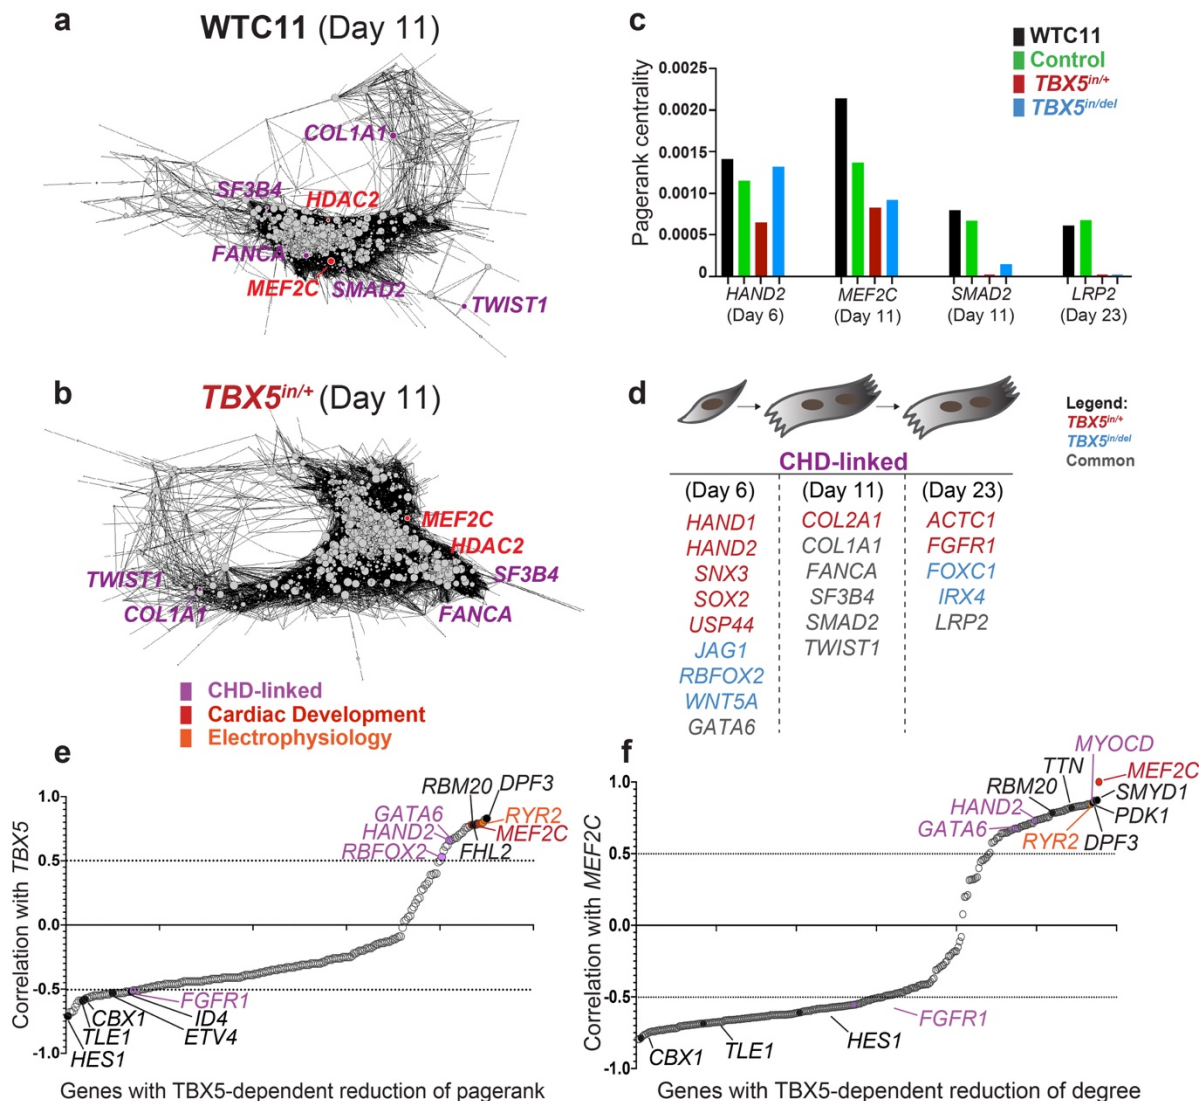 a
WTC11 (Day 11)
COL1A1
SF3B4
HDAC2
FANCA
MEF2C
SMAD2
TWIST1
b
TBX5in/+ (Day 11)
MEF2C
HDAC2
TWIST1
SF3B4
COL1A1
FANCA
CHD-linked
Cardiac Development
Electrophysiology
c
WTC11
Control
TBX5in/+
TBX5in/del
Pagerank centrality
0.0025
0.0020
0.0015
0.0010
0.0005
0
HAND2 MEF2C SMAD2 LRP2
(Day 6) (Day 11) (Day 11) (Day 23)
d
Legend:
TBX5in/+
TBX5in/del
Common
CHD-linked
(Day 6) (Day 11) (Day 23)
HAND1 COL2A1 ACTC1
HAND2 COL1A1 FGFR1
SNX3 FANCA FOXC1
SOX2 SF3B4 IRX4
USP44 SMAD2 LRP2
JAG1 TWIST1
RBFOX2
WNT5A
GATA6
e
Correlation with TBX5
1.0
0.5
0.0
-0.5
-1.0
RBM20 DPF3
GATA6 RYR2
HAND2 MEF2C
RBFOX2 FHL2
FGFR1
CBX1 ID4
TLE1 ETV4
HES1
Genes with TBX5-dependent reduction of pagerank
f
Correlation with MEF2C
1.0
0.5
0.0
-0.5
-1.0
MYOCD
TTN MEF2C
RBM20 SMYD1
HAND2 PDK1
GATA6
RYR2 DPF3
FGFR1
CBX1 TLE1 HES1
Genes with TBX5-dependent reduction of degree